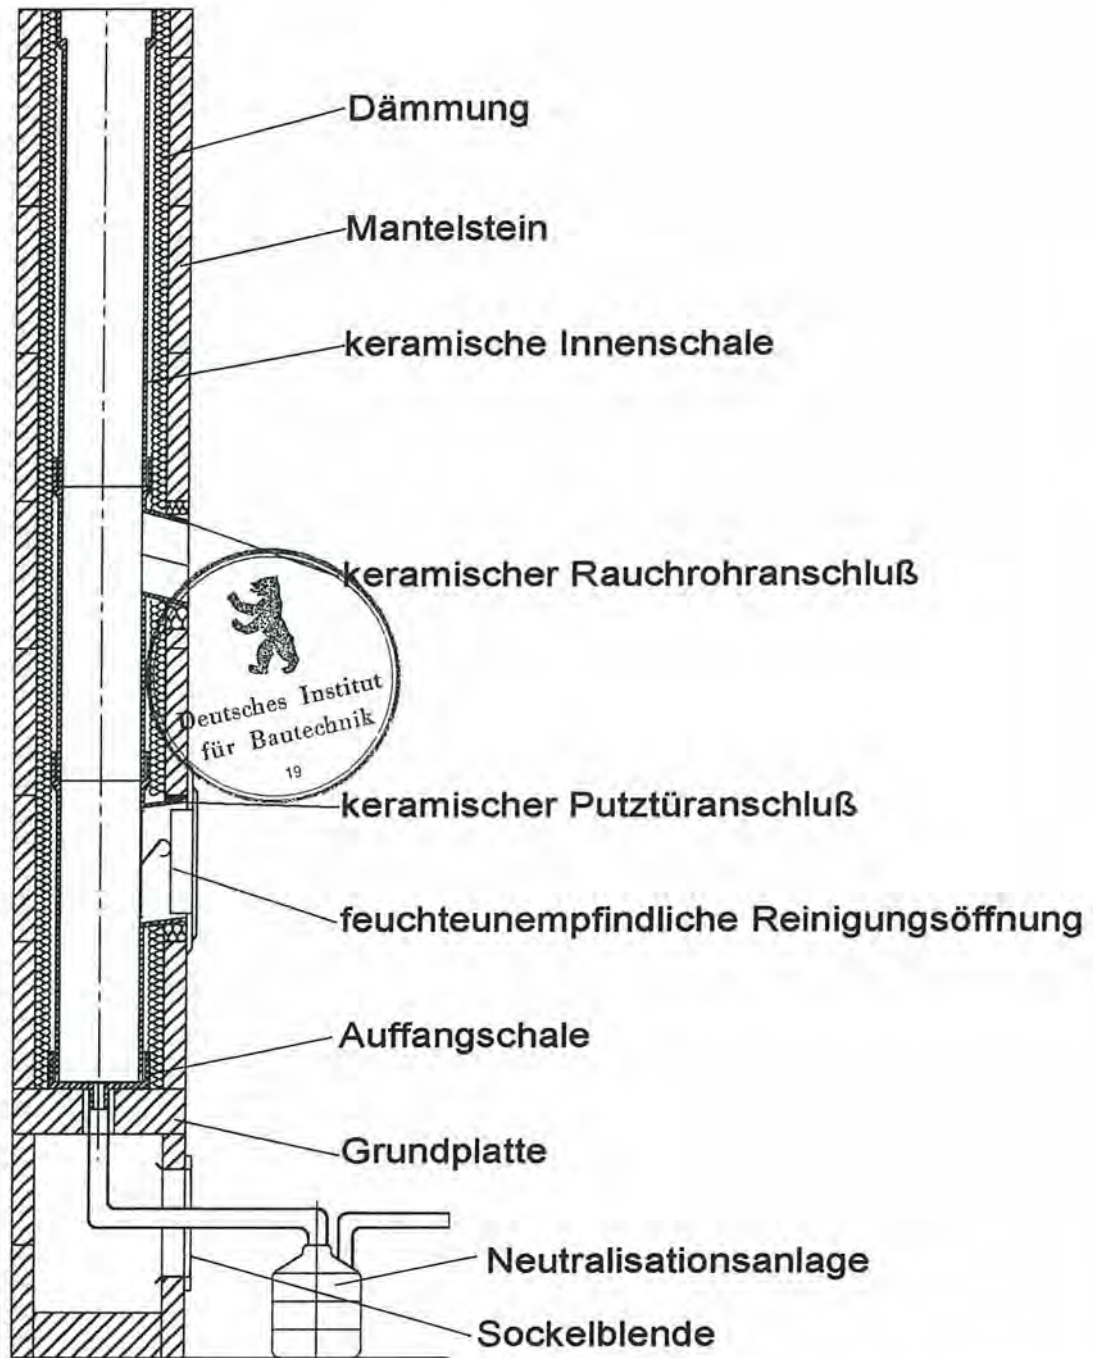 Dämmung
Mantelstein
keramische Innenschale
keramischer Rauchrohranschluß
Deutsches Institut
für Bautechnik
19
keramischer Putztüranschluß
feuchteunempfindliche Reinigungsöffnung
Auffangschale
Grundplatte
Neutralisationsanlage
Sockelblende